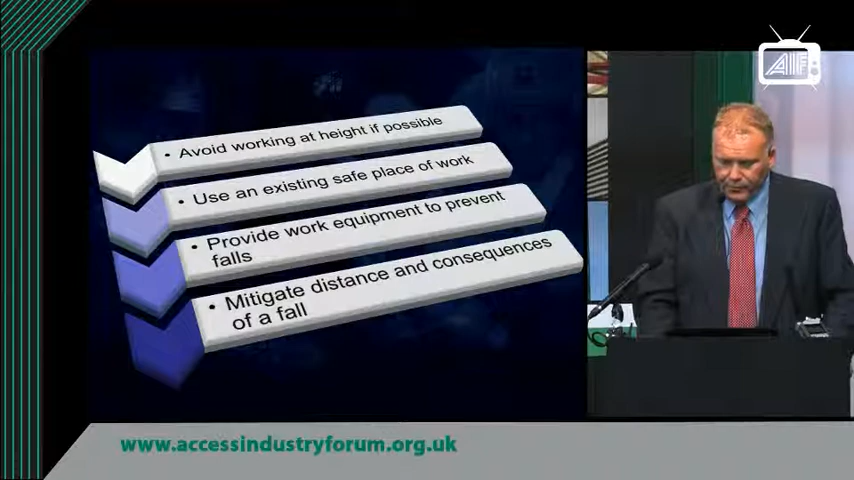 AIF
• Avoid working at height if possible
• Use an existing safe place of work
• Provide work equipment to prevent
falls
• Mitigate distance and consequences
of a fall
www.accessindustryforum.org.uk